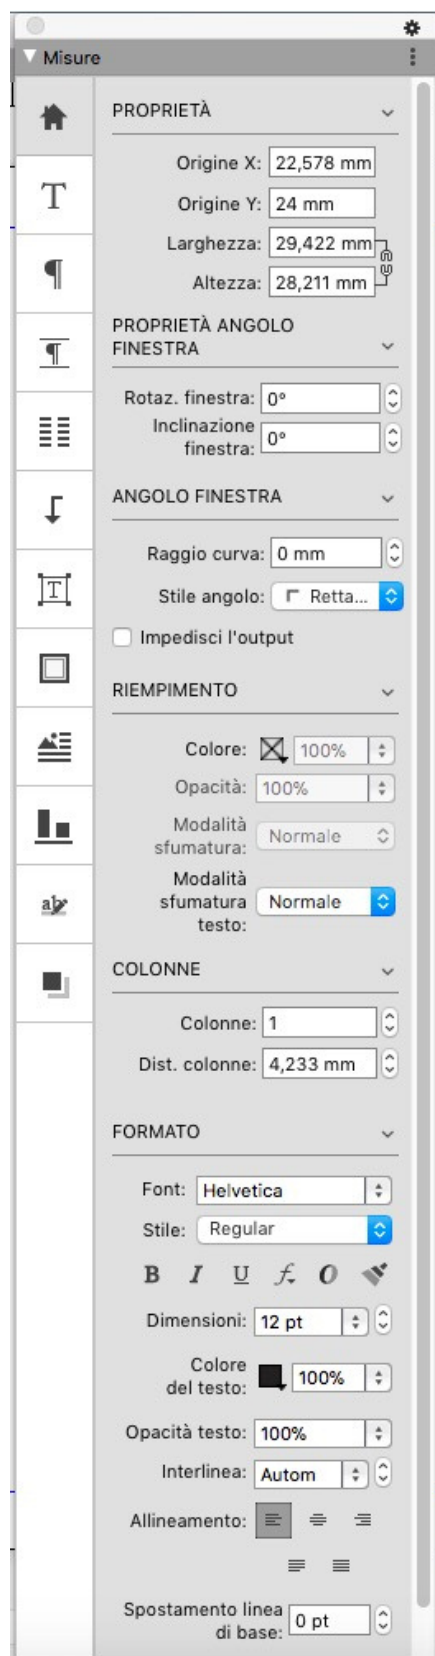 Misure
PROPRIETÀ
Origine X: 22,578 mm
Origine Y: 24 mm
Larghezza: 29,422 mm
Altezza: 28,211 mm
PROPRIETÀ ANGOLO
FINESTRA
Rotaz. finestra: 0°
Inclinazione
finestra: 0°
ANGOLO FINESTRA
Raggio curva: 0 mm
Stile angolo: Retta...
Impedisci l'output
RIEMPIMENTO
Colore: 100%
Opacità: 100%
Modalità
sfumatura: Normale
Modalità
sfumatura Normale
testo:
COLONNE
Colonne: 1
Dist. colonne: 4,233 mm
FORMATO
Font: Helvetica
Stile: Regular
B I U f O
Dimensioni: 12 pt
Colore
del testo: 100%
Opacità testo: 100%
Interlinea: Autom
Allineamento:
Spostamento linea
di base: 0 pt